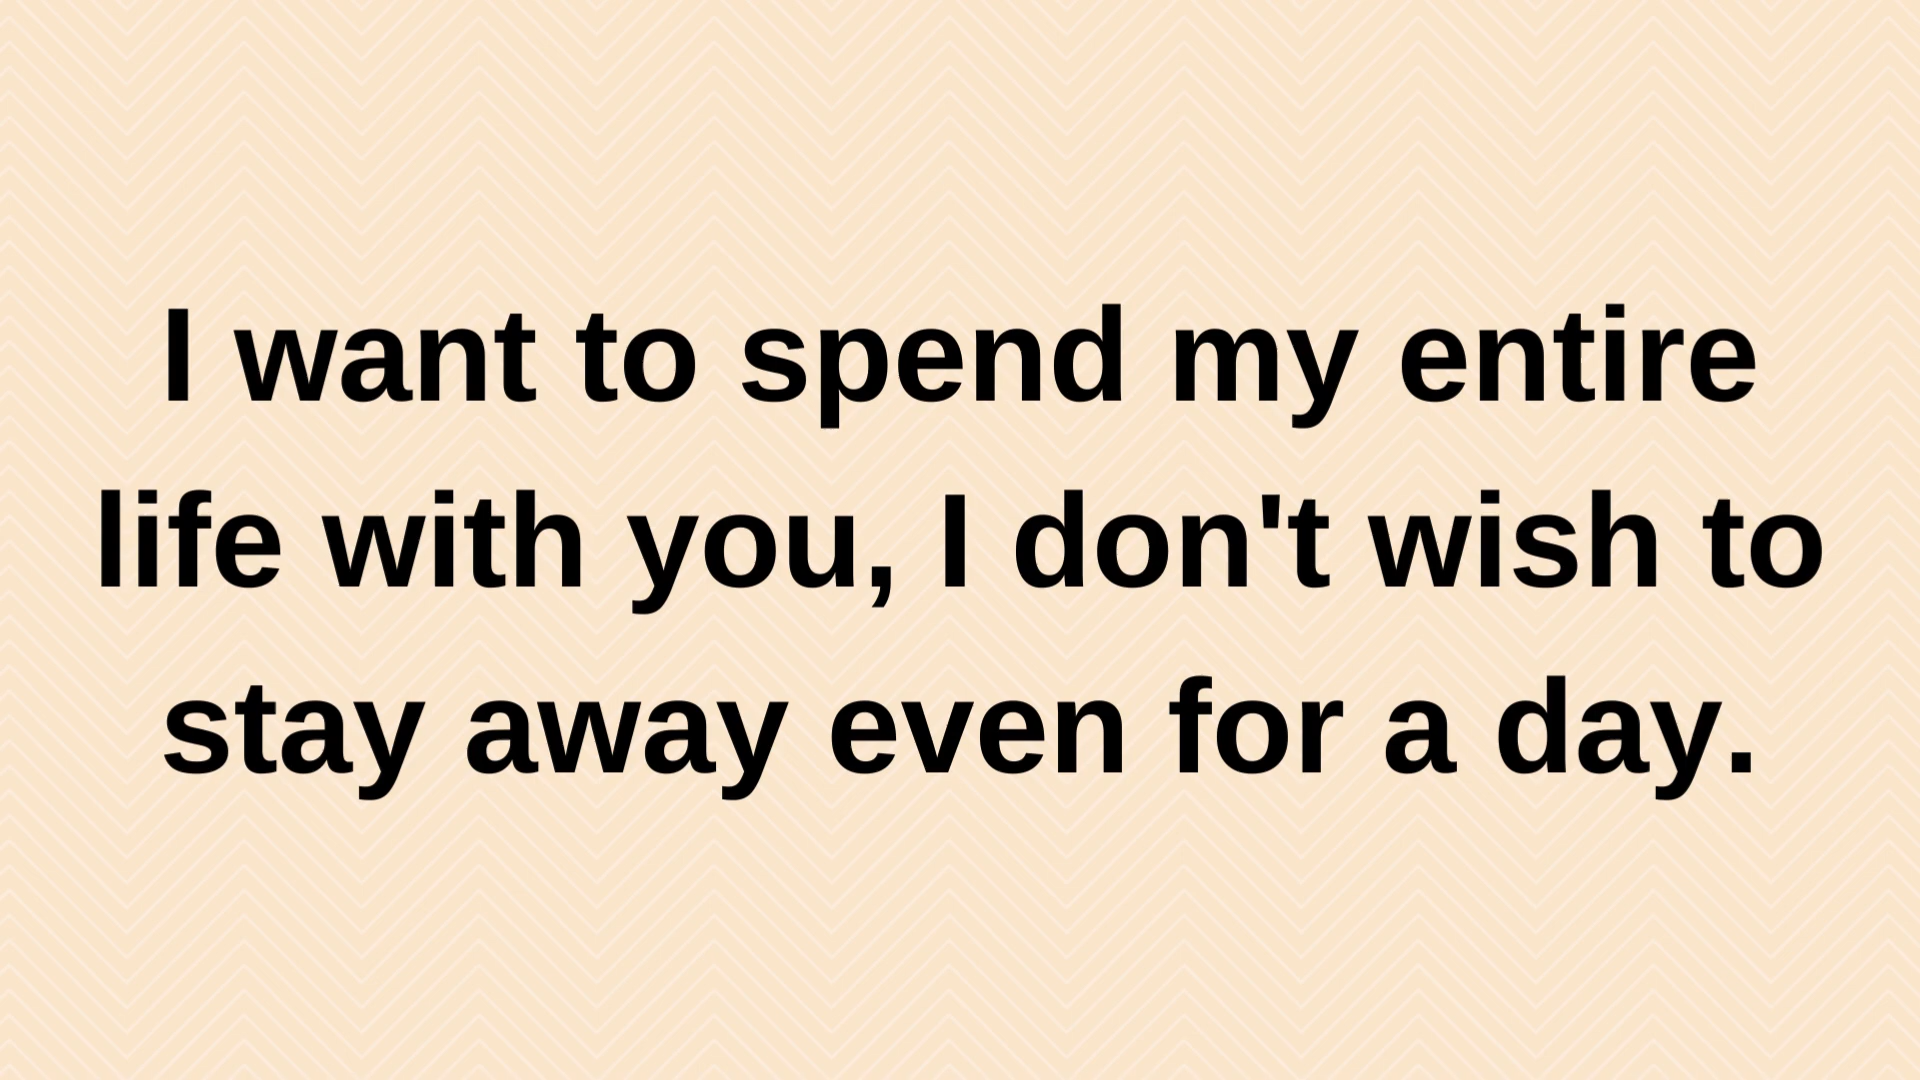 I want to spend my entire
life with you, I don't wish to
stay away even for a day.